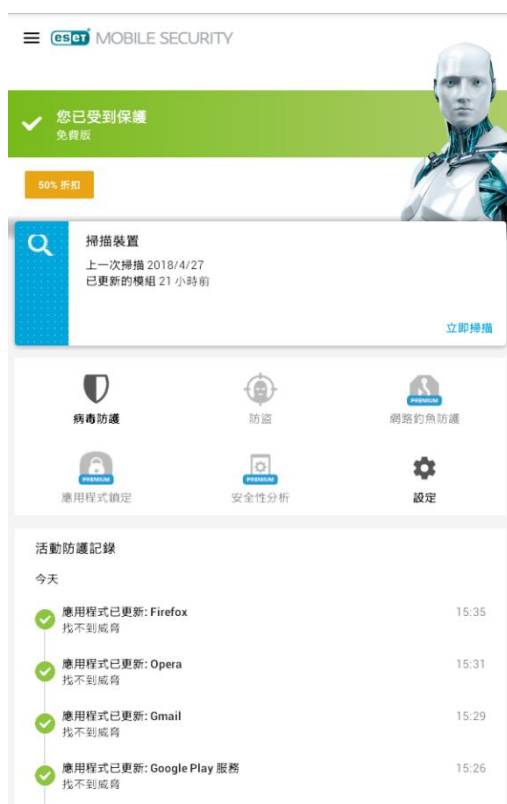 eset MOBILE SECURITY
您已受到保護
免費版
50% 折扣
掃描裝置
上一次掃描 2018/4/27
已更新的模組 21 小時前
立即掃描
病毒防護
防盜
PREMIUM
網路釣魚防護
PREMIUM
應用程式鎖定
PREMIUM
安全性分析
設定
活動防護記錄
今天
應用程式已更新: Firefox 15:35
找不到威脅
應用程式已更新: Opera 15:31
找不到威脅
應用程式已更新: Gmail 15:29
找不到威脅
應用程式已更新: Google Play 服務 15:26
找不到威脅